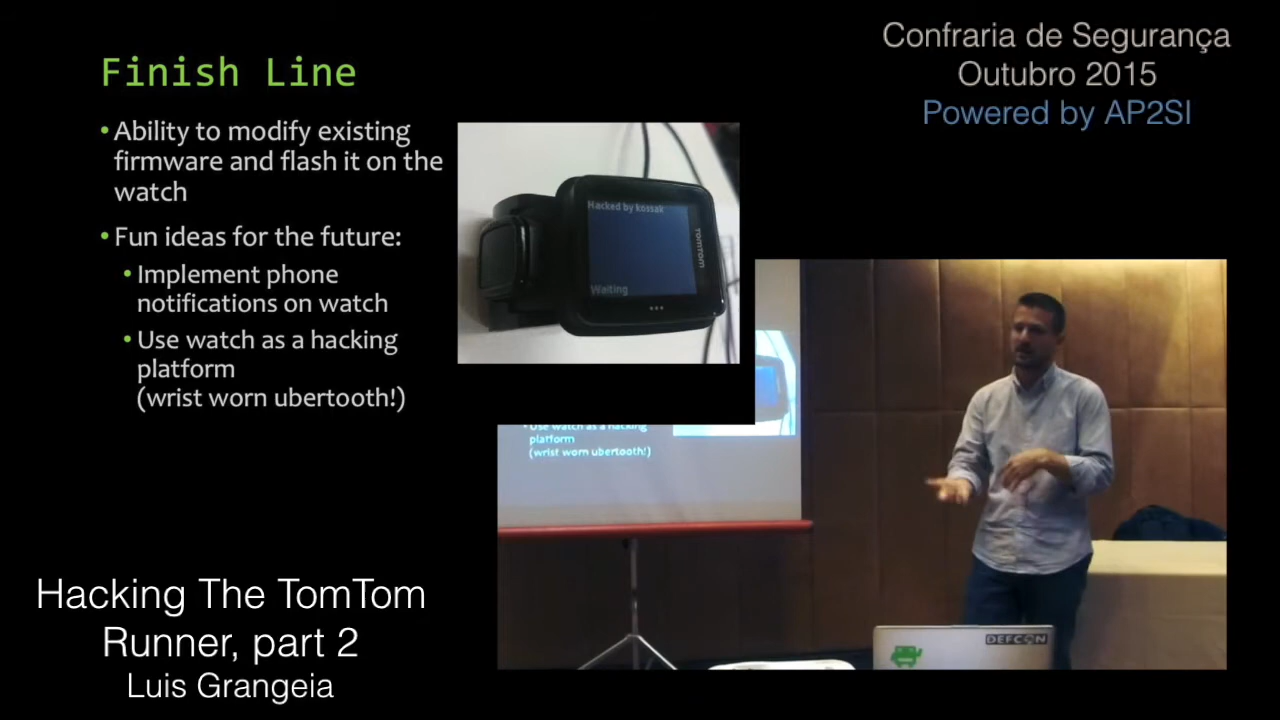 Finish Line
• Ability to modify existing
firmware and flash it on the
watch
• Fun ideas for the future:
• Implement phone
notifications on watch
• Use watch as a hacking
platform
(wrist worn ubertooth!)
Hacked by kossak
TOMTOM
Waiting
Confraria de Segurança
Outubro 2015
Powered by AP2SI
• Use watch as a hacking
platform
(wrist worn ubertooth!)
DEFCON
Hacking The TomTom
Runner, part 2
Luis Grangeia